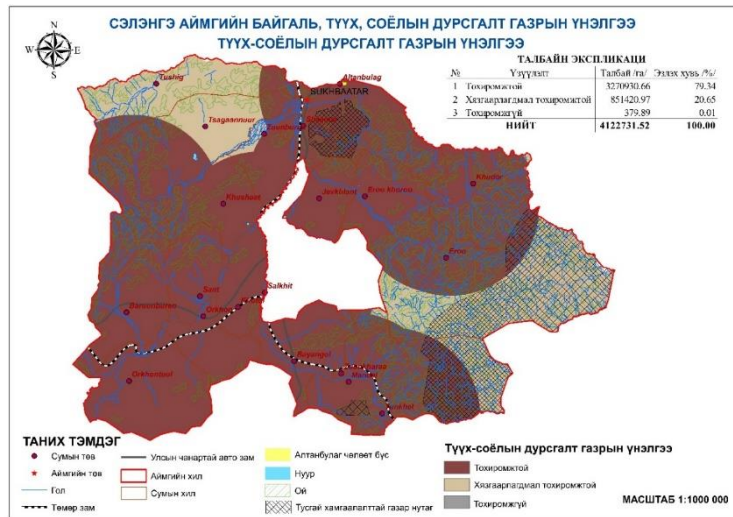 СЭЛЭНГЭ АЙМГИЙН БАЙГАЛЬ, ТҮҮХ, СОЁЛЫН ДУРСГАЛТ ГАЗРЫН ҮНЭЛГЭЭ
ТҮҮХ-СОЁЛЫН ДУРСГАЛТ ГАЗРЫН ҮНЭЛГЭЭ
N
W E
S
ТАЛБАЙН ЭКСПЛИКАЦИ
№ Үзүүлэлт Талбай /га/ Эзлэх хувь /%/
1 Тохиромжтой 3270930.66 79.34
2 Хязгаарлагдмал тохиромжтой 851420.97 20.65
3 Тохиромжгүй 379.89 0.01
НИЙТ 4122731.52 100.00
Tushig
Altanbulag
SUKHBAATAR
Tsagaannuur
Khushaat
Javkhlant
Eroo
Sant
Salkhit
Baruunburen
Bayangol
Orkhontuul
ТАНИХ ТЭМДЭГ
Сумын төв
Аймгийн төв
Гол
Төмөр зам
Улсын чанартай авто зам
Аймгийн хил
Сумын хил
Алтанбулаг чөлөөт бүс
Нуур
Ой
Тусгай хамгаалалттай газар нутаг
Түүх-соёлын дурсгалт газрын үнэлгээ
Тохиромжтой
Хязгаарлагдмал тохиромжтой
Тохиромжгүй
МАСШТАБ 1:1000 000